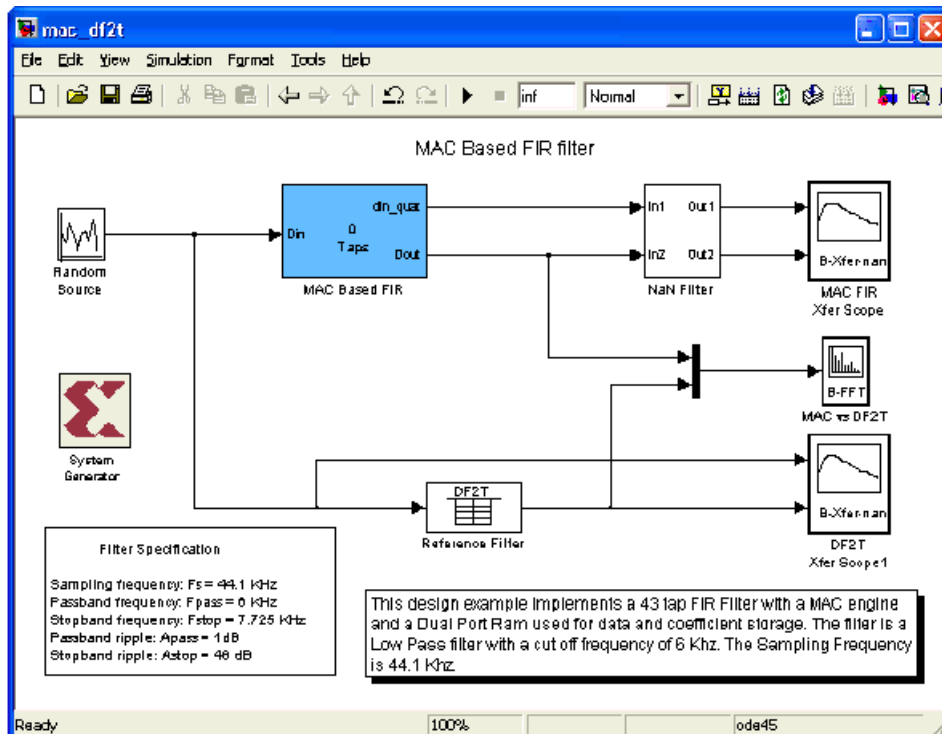 mac_df2t
File Edit View Simulation Format Tools Help
inf Normal
MAC Based FIR filter
Random
Source
Din
0
Taps
din_quat
Dout
MAC Based FIR
In1
In2
Out1
Out2
NaN Filter
B-Xfer-nan
MAC FIR
Xfer Scope
B-FFT
MAC vs DF2T
System
Generator
DF2T
Reference Filter
B-Xfer-nan
DF2T
Xfer Scope1
Filter Specification
Sampling frequency: Fs = 44.1 KHz
Passband frequency: Fpass = 6 KHz
Stopband frequency: Fstop = 7.725 KHz
Passband ripple: Apass = 1dB
Stopband ripple: Astop = 46 dB
This design example implements a 43 tap FIR Filter with a MAC engine
and a Dual Port Ram used for data and coefficient storage. The filter is a
Low Pass filter with a cut off frequency of 6 Khz. The Sampling Frequency
is 44.1 Khz.
Ready 100% ode45